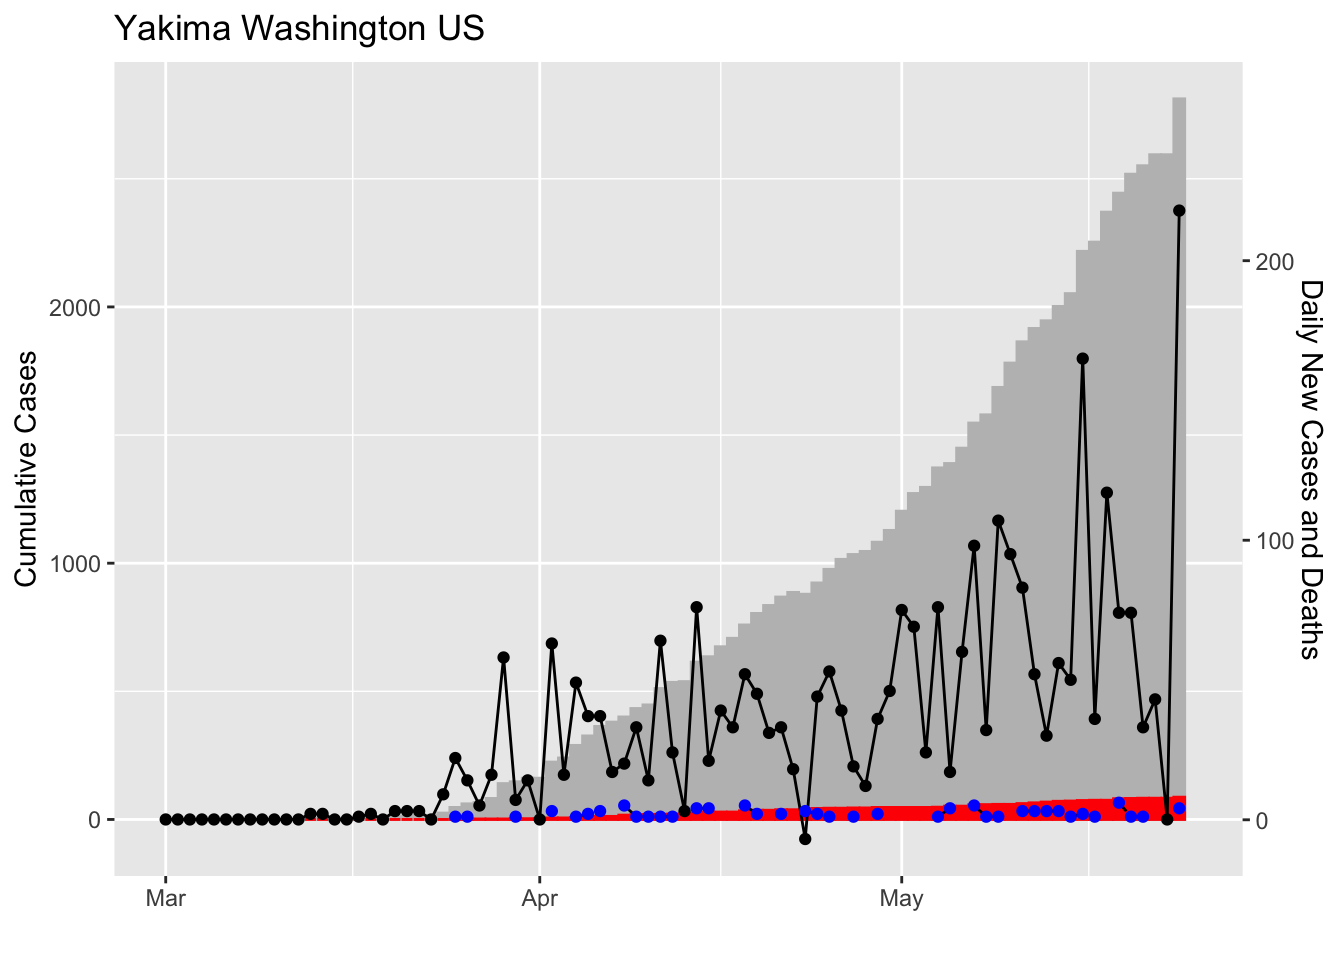 Yakima Washington US
Cumulative Cases
2000
1000
0
200
100
0
Daily New Cases and Deaths
Mar
Apr
May